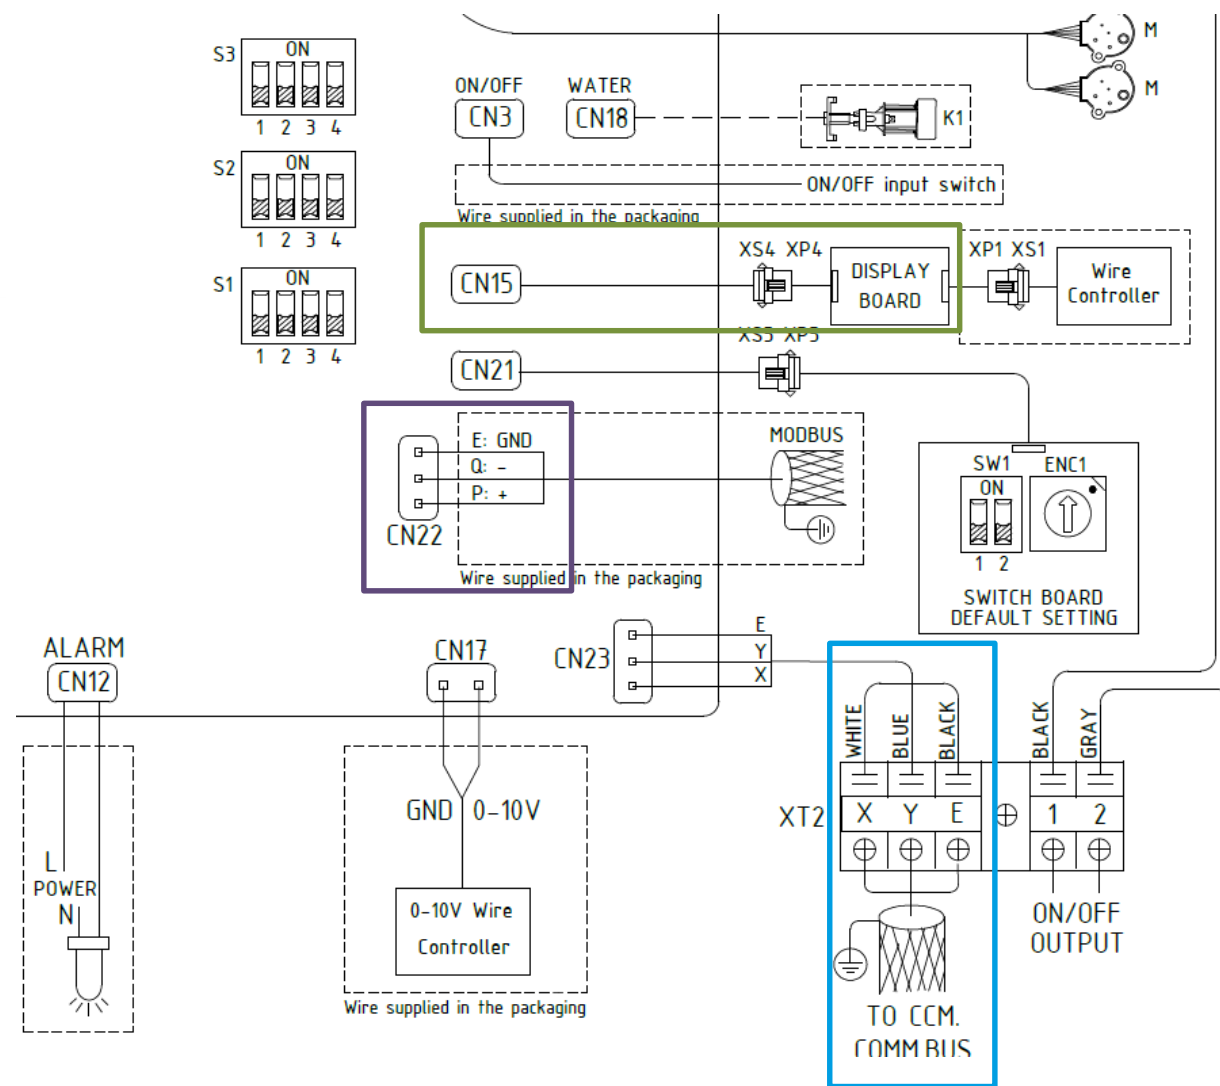 M
S3
ON
1 2 3 4
ON/OFF
CN3
WATER
CN18
K1
M
S2
ON
1 2 3 4
ON/OFF input switch
Wire supplied in the packaging
S1
ON
1 2 3 4
CN15
XS4 XP4
DISPLAY
BOARD
XP1 XS1
Wire
Controller
XS5 XP5
CN21
E: GND
Q: -
P: +
CN22
MODBUS
Wire supplied in the packaging
SW1
ON
1 2
ENC1
SWITCH BOARD
DEFAULT SETTING
ALARM
CN12
CN17
CN23
E
Y
X
WHITE
BLUE
BLACK
BLACK
GRAY
XT2
X Y E
1 2
GND 0-10V
L
POWER
N
0-10V Wire
Controller
Wire supplied in the packaging
ON/OFF
OUTPUT
TO CCM.
COMM.BUS